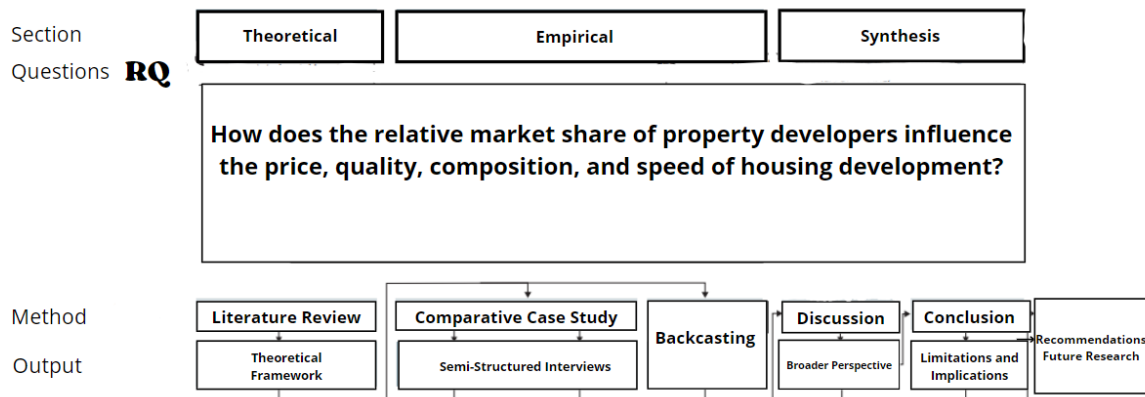 Section
Theoretical
Empirical
Synthesis
Questions RQ
How does the relative market share of property developers influence
the price, quality, composition, and speed of housing development?
Method
Literature Review
Comparative Case Study
Backcasting
Discussion
Conclusion
Recommendations
Future Research
Output
Theoretical
Framework
Semi-Structured Interviews
Broader Perspective
Limitations and
Implications